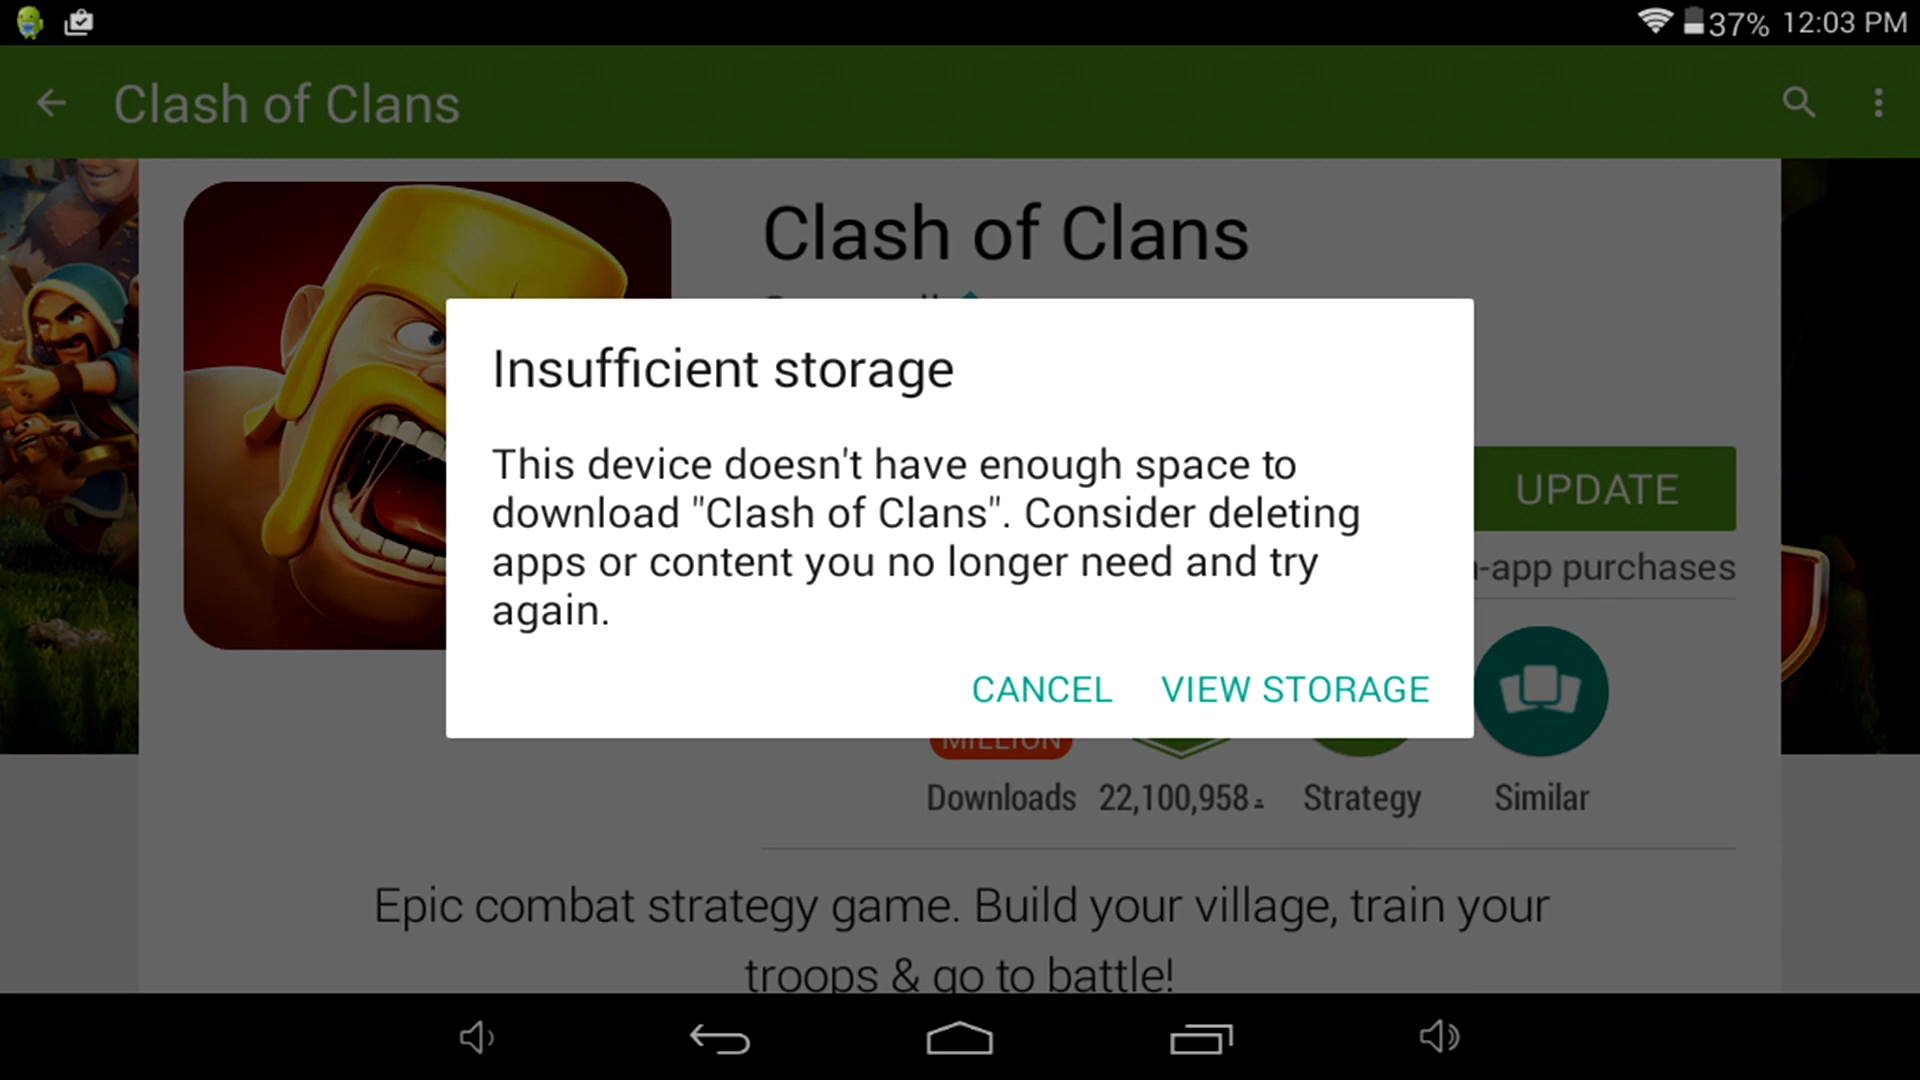 37% 12:03 PM
Clash of Clans
Clash of Clans
Insufficient storage
This device doesn't have enough space to
download "Clash of Clans". Consider deleting
apps or content you no longer need and try
again.
CANCEL VIEW STORAGE
UPDATE
-app purchases
MILLION
Downloads 22,100,958 Strategy Similar
Epic combat strategy game. Build your village, train your
troops & go to battle!